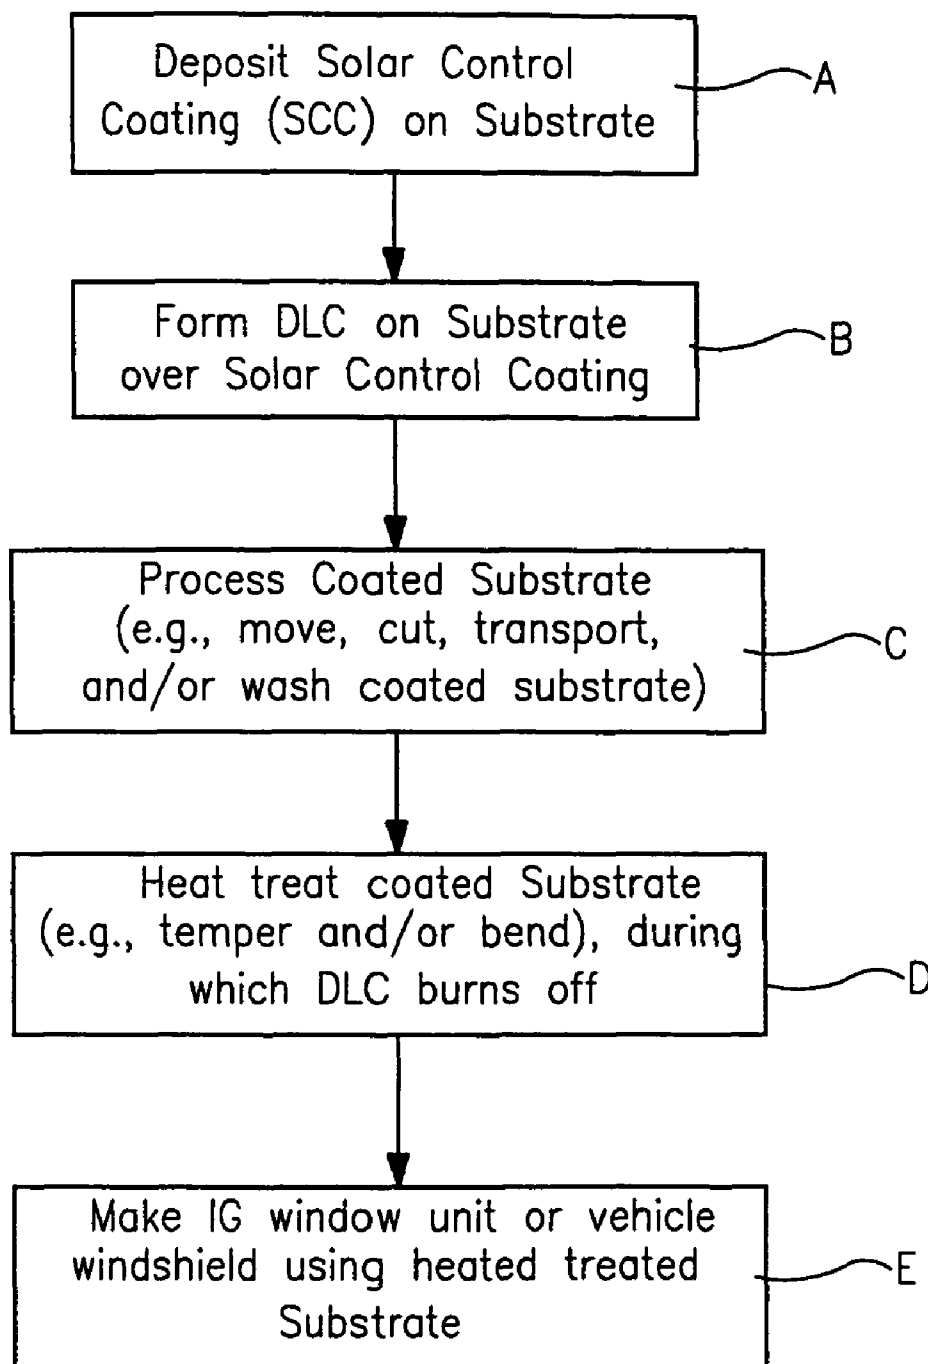 Deposit Solar Control
Coating (SCC) on Substrate
A
Form DLC on Substrate
over Solar Control Coating
B
Process Coated Substrate
(e.g., move, cut, transport,
and/or wash coated substrate)
C
Heat treat coated Substrate
(e.g., temper and/or bend), during
which DLC burns off
D
Make IG window unit or vehicle
windshield using heated treated
Substrate
E